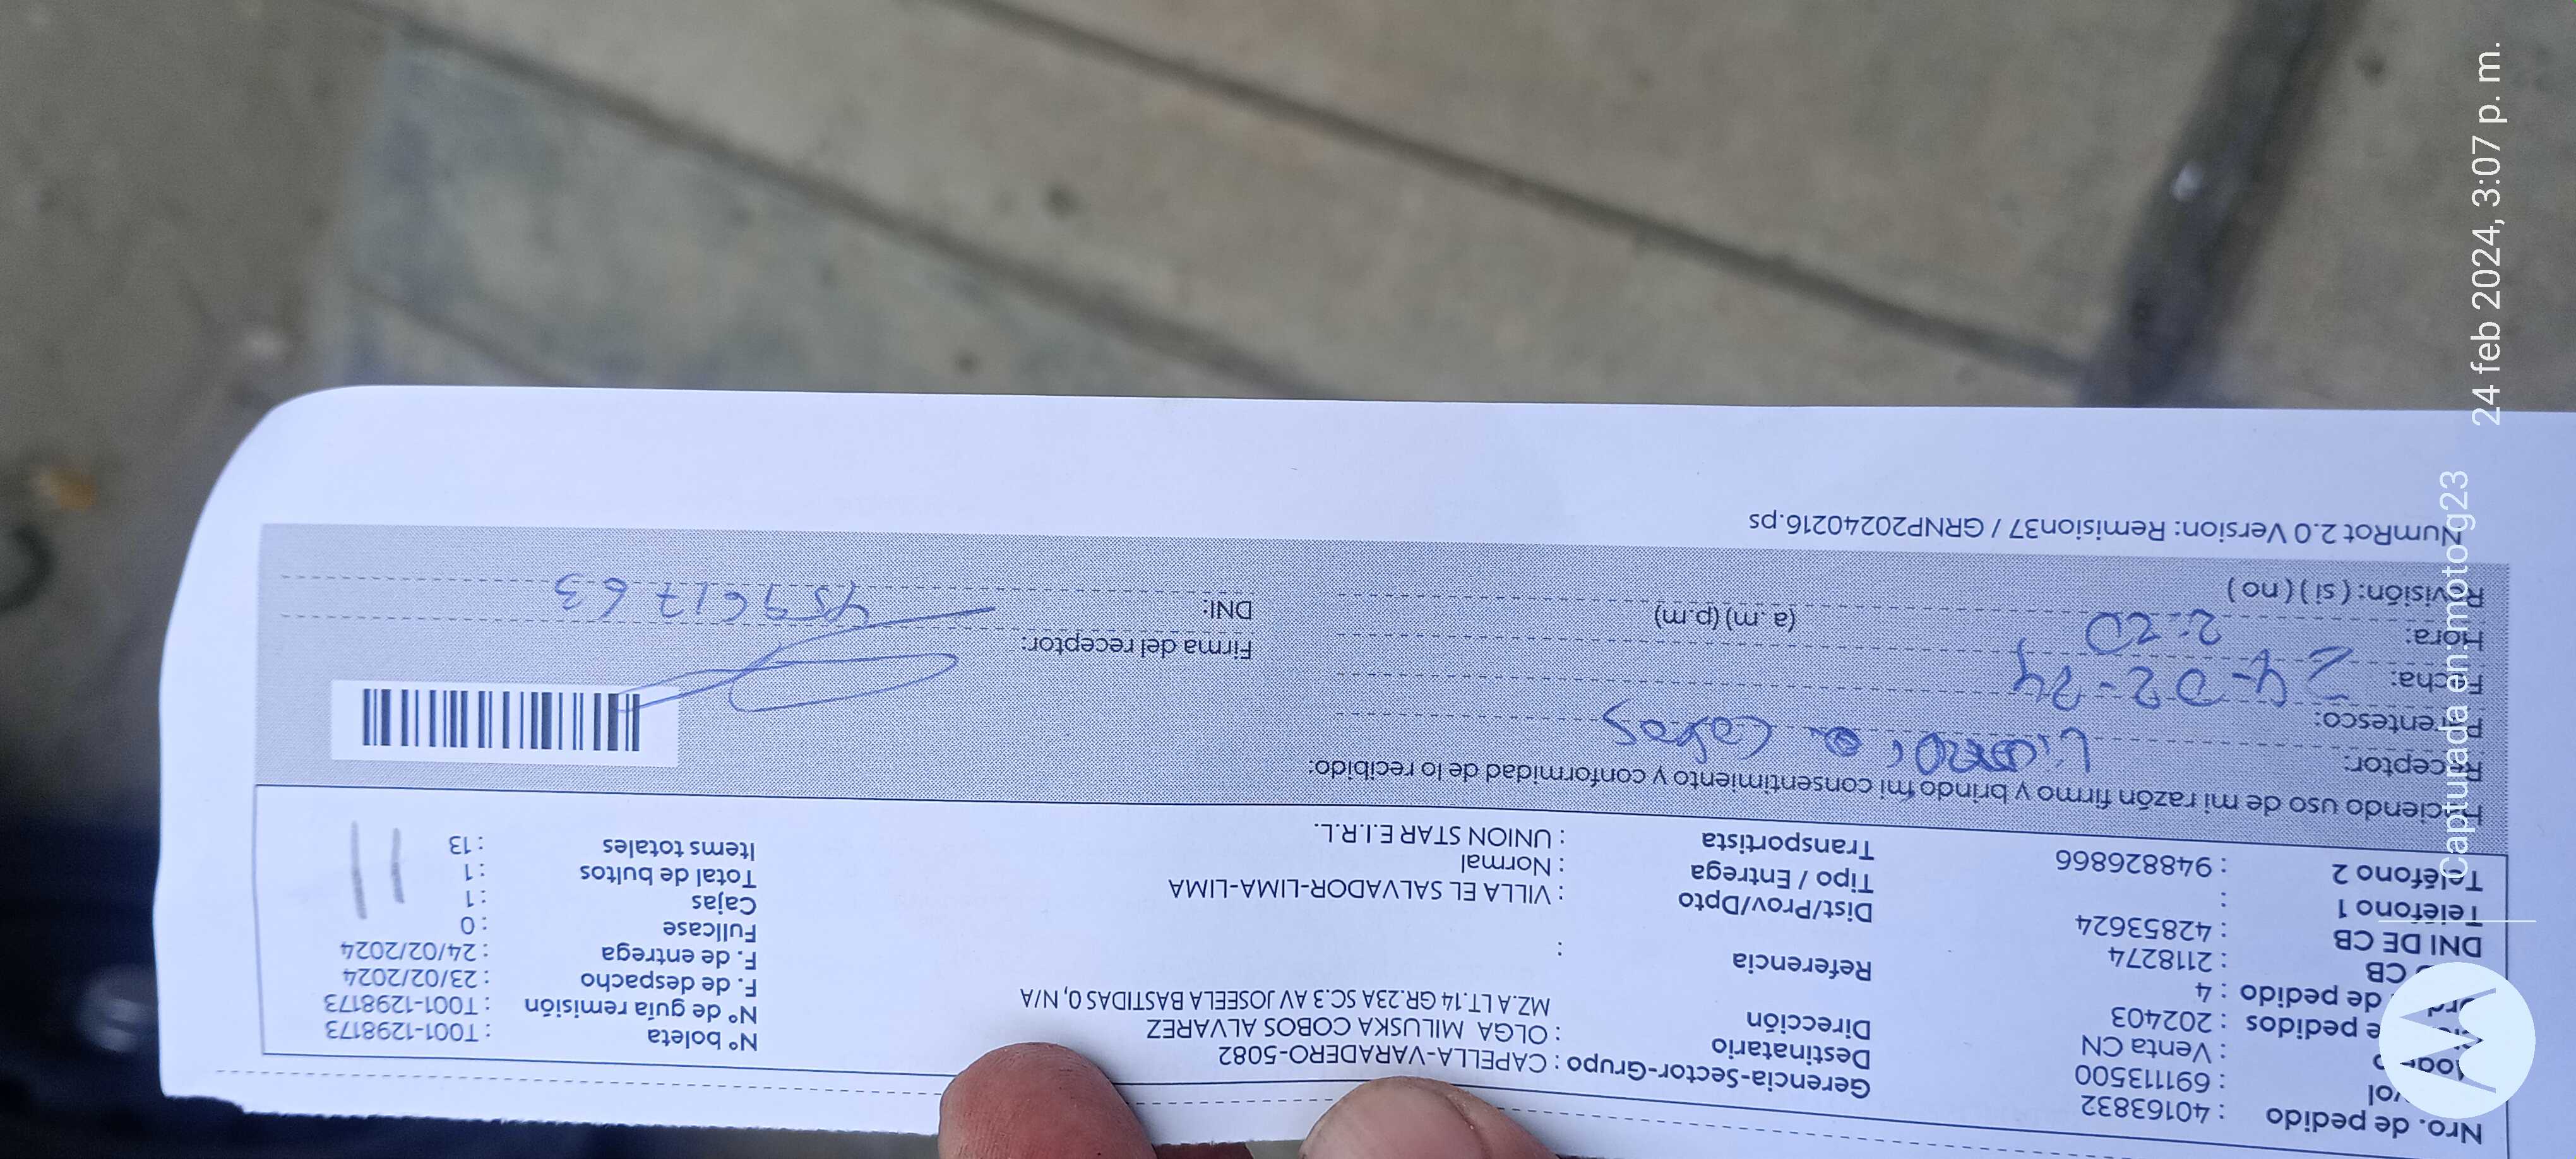 Nro. de pedido : 40163832
: 691113500
: Venta CN
de pedidos : 202403
de pedido : 4
CB : 2118274
DNI DE CB : 42853624
Teléfono 1 :
Teléfono 2 : 948826866
Gerencia-Sector-Grupo : CAPELLA-VARADERO-5082
Destinatario : OLGA MILUSKA COBOS ALVAREZ
Dirección MZ.A LT.14 GR.23A SC.3 AV JOSEELA BASTIDAS 0, N/A
Referencia :
Dist/Prov/Dpto : VILLA EL SALVADOR-LIMA-LIMA
Tipo / Entrega : Normal
Transportista : UNION STAR E.I.R.L.
N° boleta : T001-1298173
N° de guía remisión : T001-1298173
F. de despacho : 23/02/2024
F. de entrega : 24/02/2024
Fullcase : 0
Cajas : 1
Total de bultos : 1
Items totales : 13
Haciendo uso de mi razón firmo y brindo mi consentimiento y conformidad de lo recibido:
Receptor: Cobos
Parentesco:
Fecha: 24-02-24
Hora: 2:20 (a.m) (p.m)
Revisión: (si) (no)
Firma del receptor:
DNI: 45961763
NumRot 2.0 Version: Remision37 / GRNP20240216.ps
Capturada en: moto g23
24 feb 2024, 3:07 p. m.